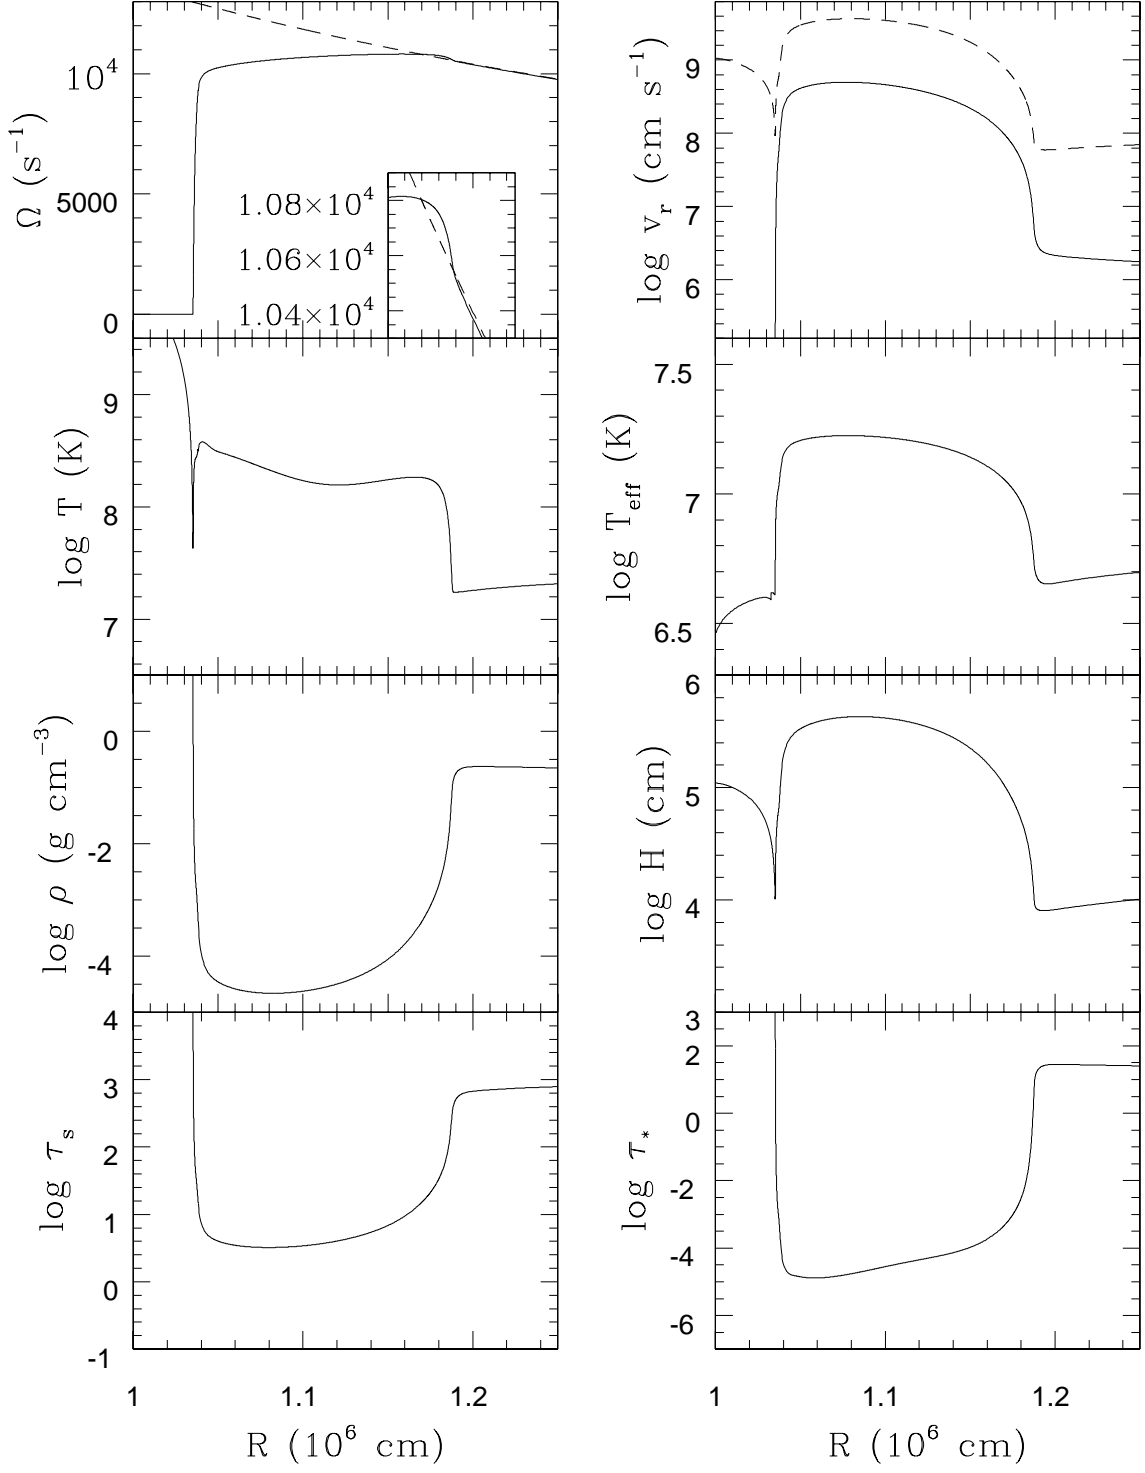 Ω (s⁻¹)
10⁴
5000
0
1.08×10⁴
1.06×10⁴
1.04×10⁴
log vᵣ (cm s⁻¹)
9
8
7
6
log T (K)
9
8
7
log T_eff (K)
7.5
7
6.5
log ρ (g cm⁻³)
0
-2
-4
log H (cm)
6
5
4
log τₛ
4
3
2
1
0
-1
log τ_*
3
2
0
-2
-4
-6
1 1.1 1.2
R (10⁶ cm)
1 1.1 1.2
R (10⁶ cm)